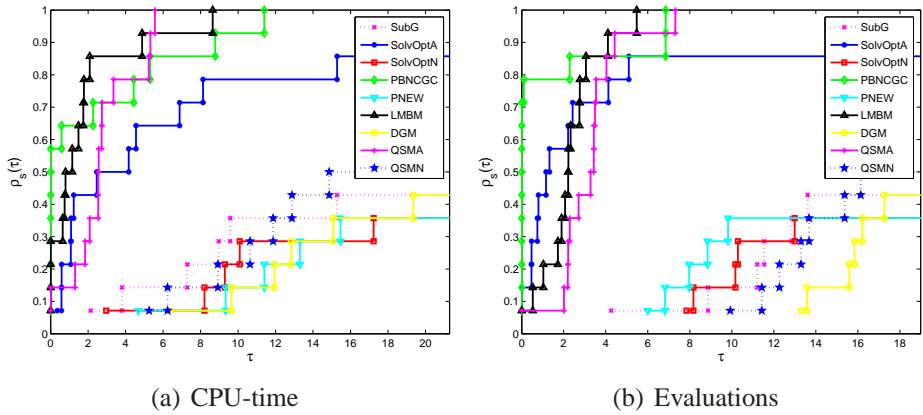 1
0.9
0.8
0.7
0.6
0.5
0.4
0.3
0.2
0.1
0
ρs(τ)
0 2 4 6 8 10 12 14 16 18 20
τ
SubG
SolvOptA
SolvOptN
PBNCGC
PNEW
LMBM
DGM
QSMA
QSMN
(a) CPU-time
1
0.9
0.8
0.7
0.6
0.5
0.4
0.3
0.2
0.1
0
ρs(τ)
0 2 4 6 8 10 12 14 16 18
τ
SubG
SolvOptA
SolvOptN
PBNCGC
PNEW
LMBM
DGM
QSMA
QSMN
(b) Evaluations